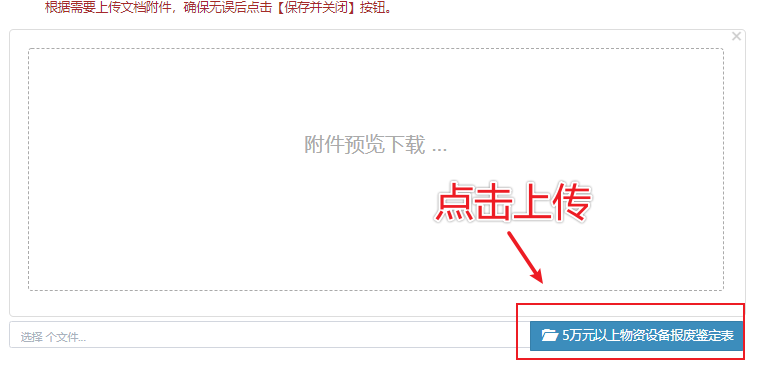 根据需要上传文档附件，确保无误后点击【保存并关闭】按钮。
×
附件预览下载 ...
点击上传
选择 个文件...
5万元以上物资设备报废鉴定表